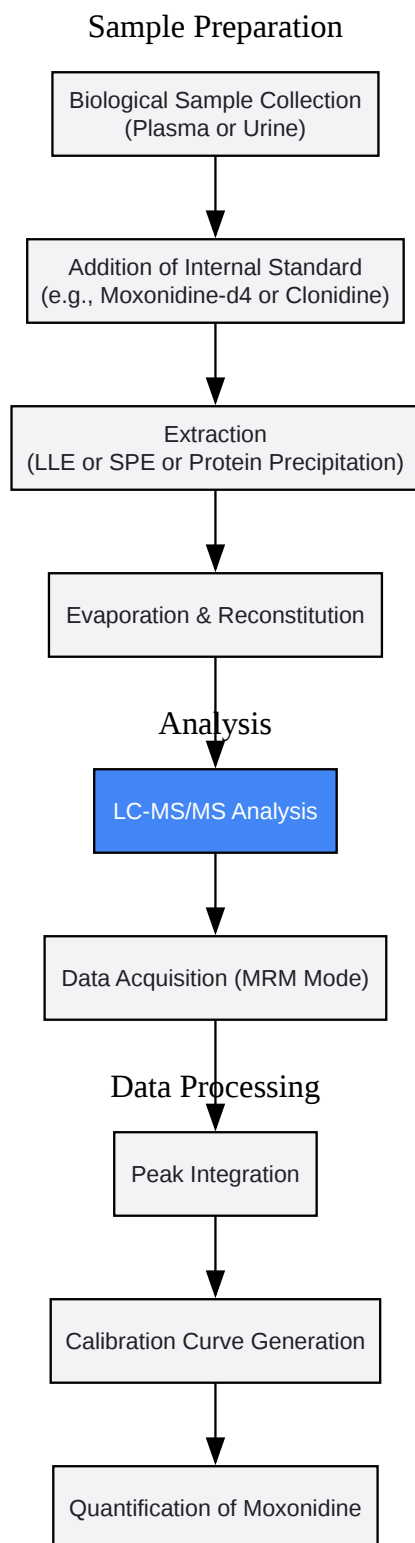 Sample Preparation
Biological Sample Collection
(Plasma or Urine)
Addition of Internal Standard
(e.g., Moxonidine-d4 or Clonidine)
Extraction
(LLE or SPE or Protein Precipitation)
Evaporation & Reconstitution
Analysis
LC-MS/MS Analysis
Data Acquisition (MRM Mode)
Data Processing
Peak Integration
Calibration Curve Generation
Quantification of Moxonidine